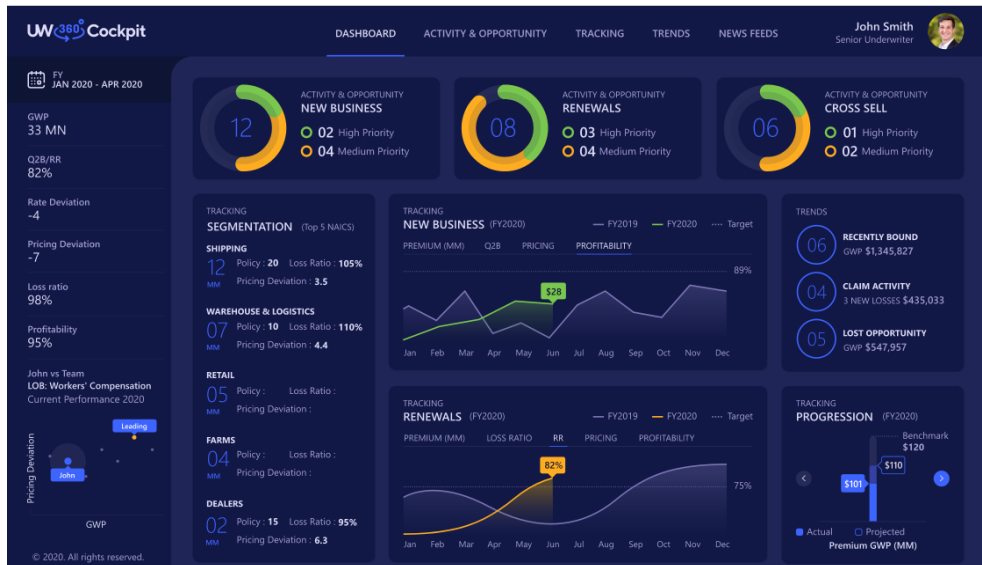 UW 360° Cockpit
DASHBOARD
ACTIVITY & OPPORTUNITY
TRACKING
TRENDS
NEWS FEEDS
John Smith
Senior Underwriter
FY
JAN 2020 - APR 2020
GWP
33 MN
Q2B/RR
82%
Rate Deviation
-4
Pricing Deviation
-7
Loss ratio
98%
Profitability
95%
John vs Team
LOB: Workers' Compensation
Current Performance 2020
Leading
John
Pricing Deviation
GWP
© 2020. All rights reserved.
12
ACTIVITY & OPPORTUNITY
NEW BUSINESS
02 High Priority
04 Medium Priority
08
ACTIVITY & OPPORTUNITY
RENEWALS
03 High Priority
04 Medium Priority
06
ACTIVITY & OPPORTUNITY
CROSS SELL
01 High Priority
02 Medium Priority
TRACKING
SEGMENTATION (Top 5 NAICS)
SHIPPING
12 MM
Policy : 20 Loss Ratio : 105%
Pricing Deviation : 3.5
WAREHOUSE & LOGISTICS
07 MM
Policy : 10 Loss Ratio : 110%
Pricing Deviation : 4.4
RETAIL
05 MM
Policy : Loss Ratio :
Pricing Deviation :
FARMS
04 MM
Policy : Loss Ratio :
Pricing Deviation :
DEALERS
02 MM
Policy : 15 Loss Ratio : 95%
Pricing Deviation : 6.3
TRACKING
NEW BUSINESS (FY2020)
FY2019 FY2020 Target
PREMIUM (MM) Q2B PRICING PROFITABILITY
89%
$28
Jan Feb Mar Apr May Jun Jul Aug Sep Oct Nov Dec
TRACKING
RENEWALS (FY2020)
FY2019 FY2020 Target
PREMIUM (MM) LOSS RATIO RR PRICING PROFITABILITY
82%
75%
Jan Feb Mar Apr May Jun Jul Aug Sep Oct Nov Dec
TRENDS
06
RECENTLY BOUND
GWP $1,345,827
04
CLAIM ACTIVITY
3 NEW LOSSES $435,033
05
LOST OPPORTUNITY
GWP $547,957
TRACKING
PROGRESSION (FY2020)
Benchmark
$120
$110
$101
Actual Projected
Premium GWP (MM)